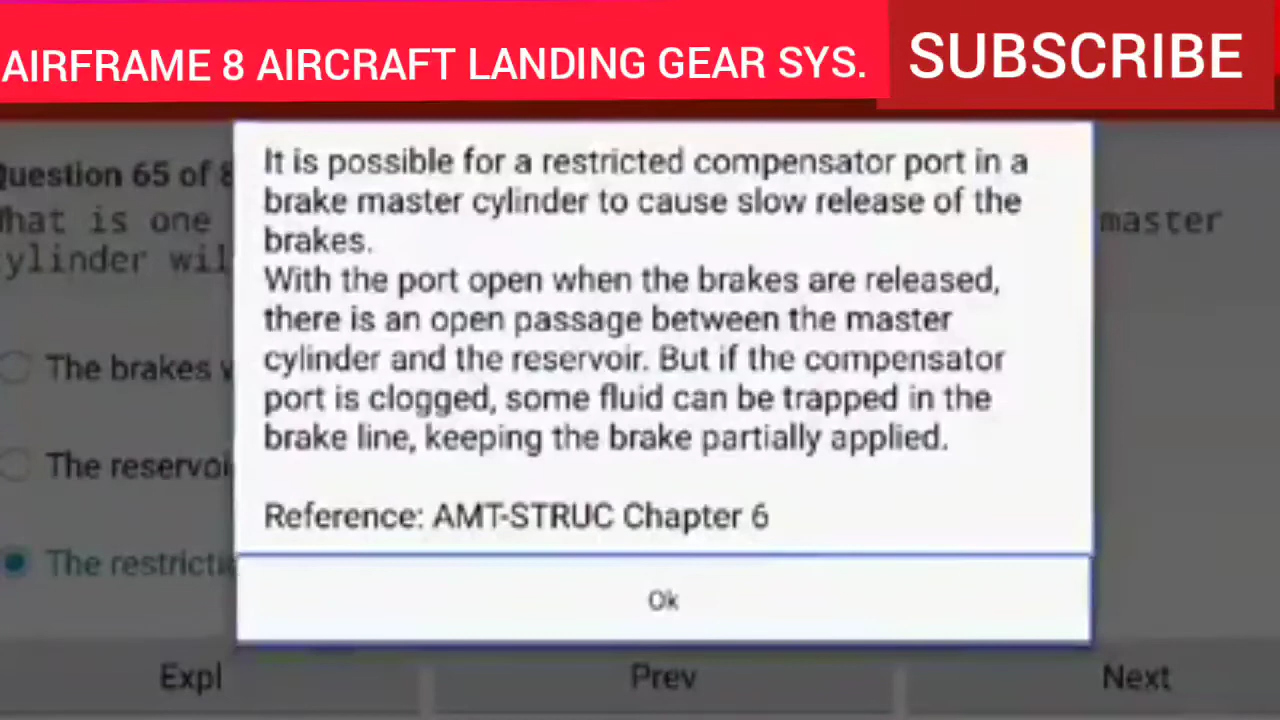 AIRFRAME 8 AIRCRAFT LANDING GEAR SYS.
SUBSCRIBE
Question 65 of 8
What is one
master
cylinder wil
It is possible for a restricted compensator port in a
brake master cylinder to cause slow release of the
brakes.
With the port open when the brakes are released,
there is an open passage between the master
cylinder and the reservoir. But if the compensator
port is clogged, some fluid can be trapped in the
brake line, keeping the brake partially applied.
Reference: AMT-STRUC Chapter 6
Ok
The brakes
The reservoi
The restricti
Expl
Prev
Next